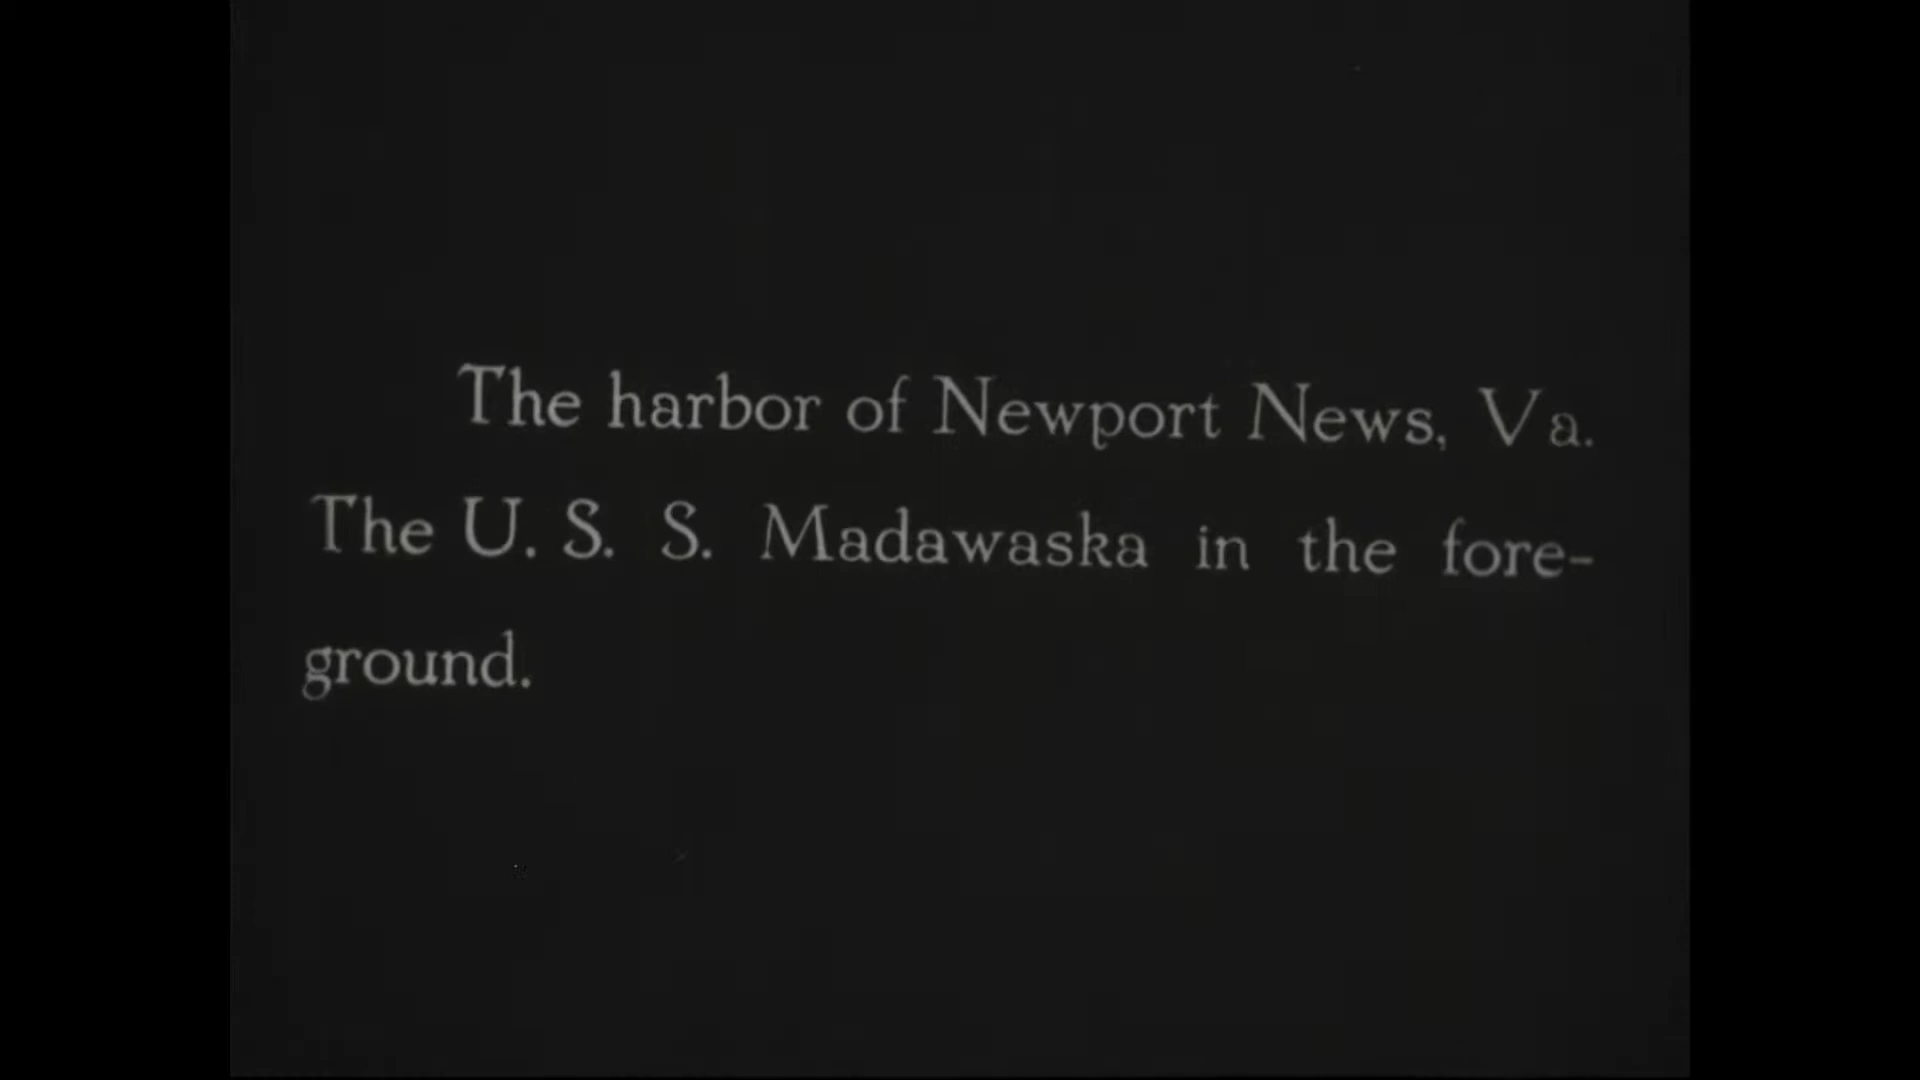 The harbor of Newport News, Va.
The U. S. S. Madawaska in the fore-
ground.